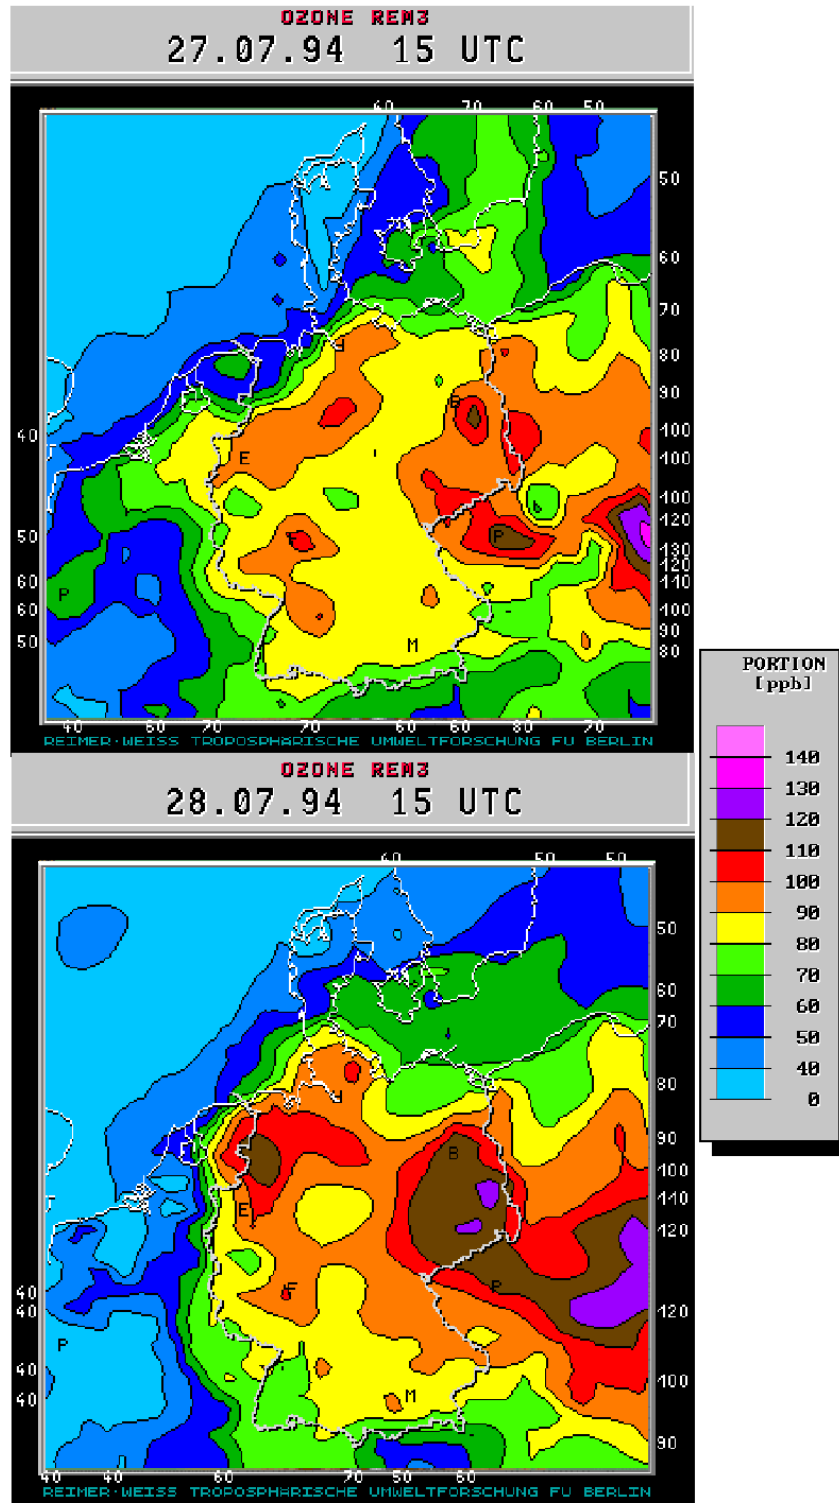 OZONE REM3
27.07.94 15 UTC
60 70 60 50
50
60
70
80
90
40 100
100
100
120
50 130
120
60 110
60 100
90
50 80
E
B
F
P
P
M
40 60 70 70 60 60 80 70
REIMER·WEISS TROPOSPHÄRISCHE UMWELTFORSCHUNG FU BERLIN
PORTION
[ppb]
140
130
120
110
100
90
80
70
60
50
40
0
OZONE REM3
28.07.94 15 UTC
50 50
50
60
70
80
90
100
140
120
40
40 120
40
40 100
90
B
E
F
P
P
M
40 40 60 70 50 60
REIMER·WEISS TROPOSPHÄRISCHE UMWELTFORSCHUNG FU BERLIN